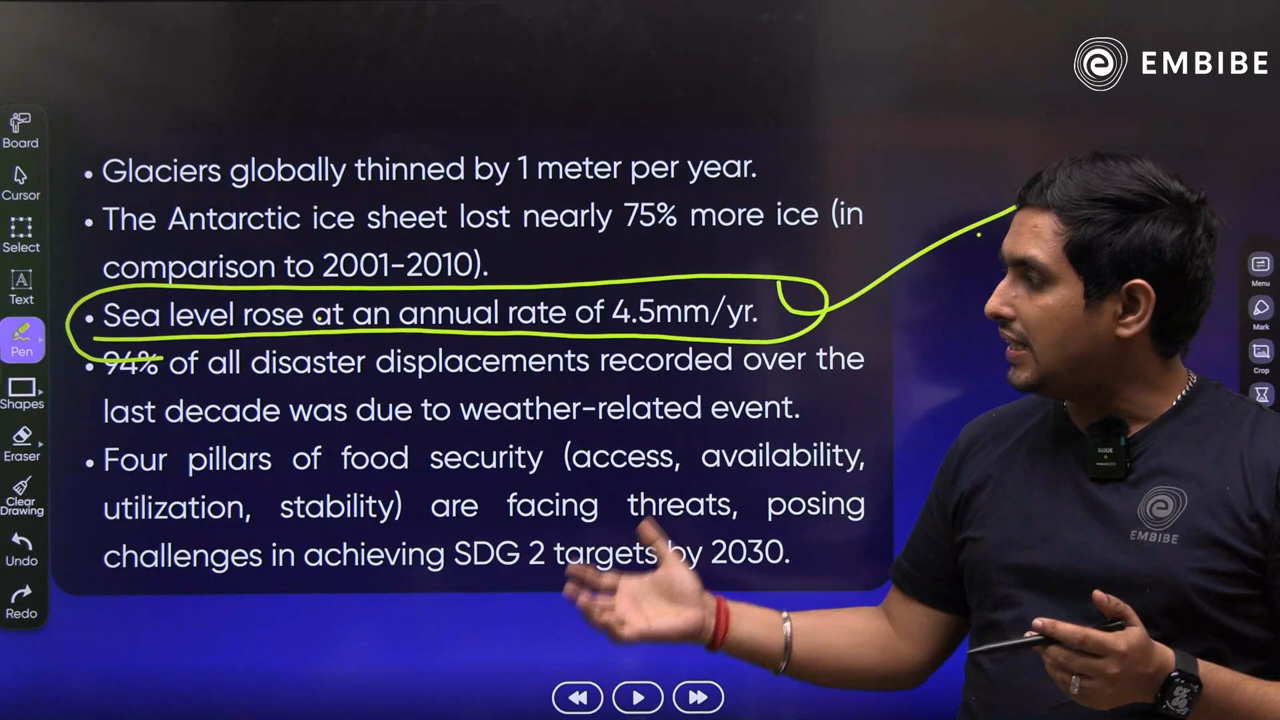 EMBIBE
Board
Cursor
Select
Text
Pen
Shapes
Eraser
Clear
Drawing
Undo
Redo
• Glaciers globally thinned by 1 meter per year.
• The Antarctic ice sheet lost nearly 75% more ice (in
comparison to 2001-2010).
• Sea level rose at an annual rate of 4.5mm/yr.
• 94% of all disaster displacements recorded over the
last decade was due to weather-related event.
• Four pillars of food security (access, availability,
utilization, stability) are facing threats, posing
challenges in achieving SDG 2 targets by 2030.
Menu
Mark
Crop
EMBIBE